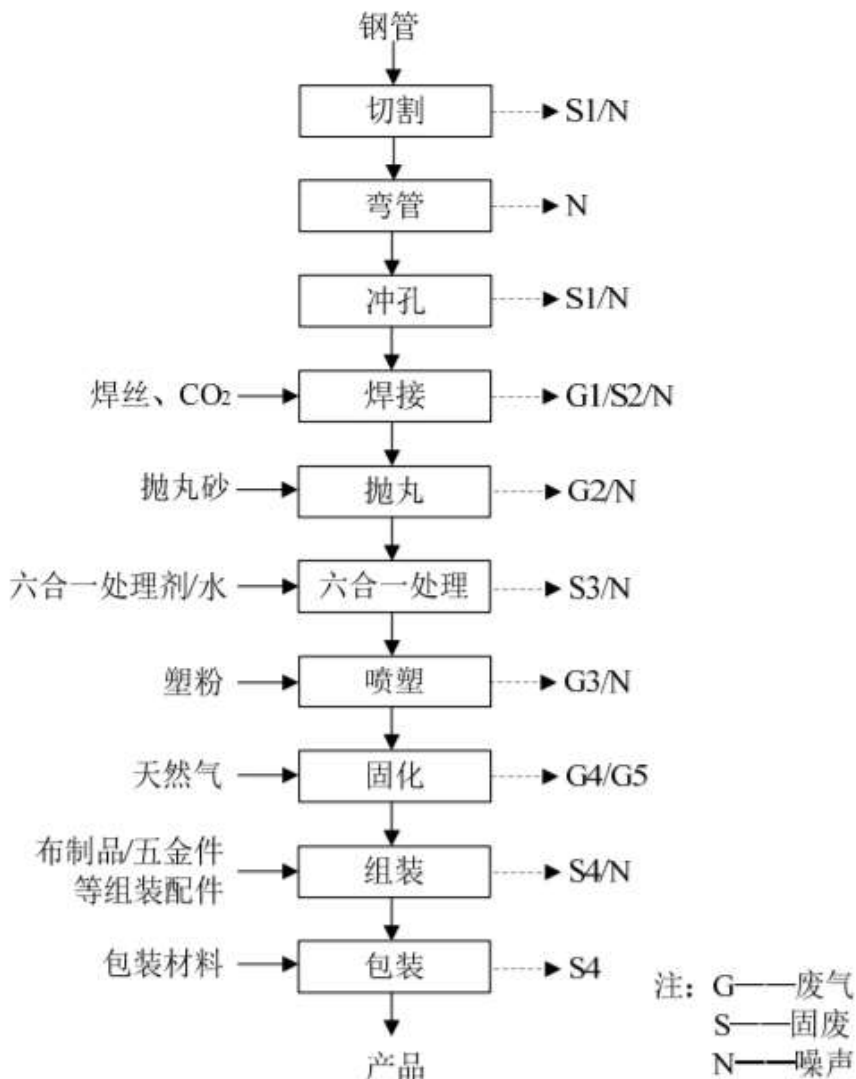 钢管
切割
S1/N
弯管
N
冲孔
S1/N
焊丝、CO₂
焊接
G1/S2/N
抛丸砂
抛丸
G2/N
六合一处理剂/水
六合一处理
S3/N
塑粉
喷塑
G3/N
天然气
固化
G4/G5
布制品/五金件
等组装配件
组装
S4/N
包装材料
包装
S4
产品
注：G——废气
S——固废
N——噪声